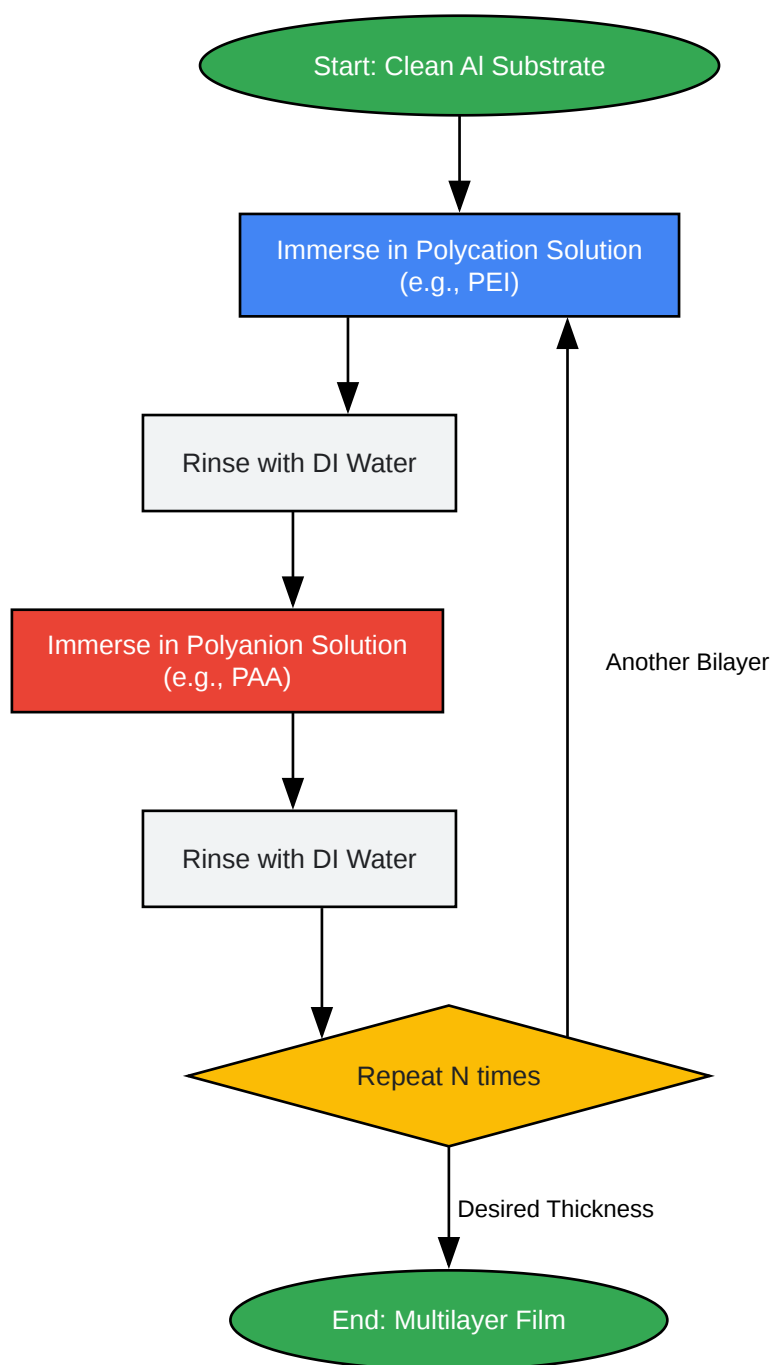 Start: Clean Al Substrate
Immerse in Polycation Solution
(e.g., PEI)
Rinse with DI Water
Immerse in Polyanion Solution
(e.g., PAA)
Another Bilayer
Rinse with DI Water
Repeat N times
Desired Thickness
End: Multilayer Film